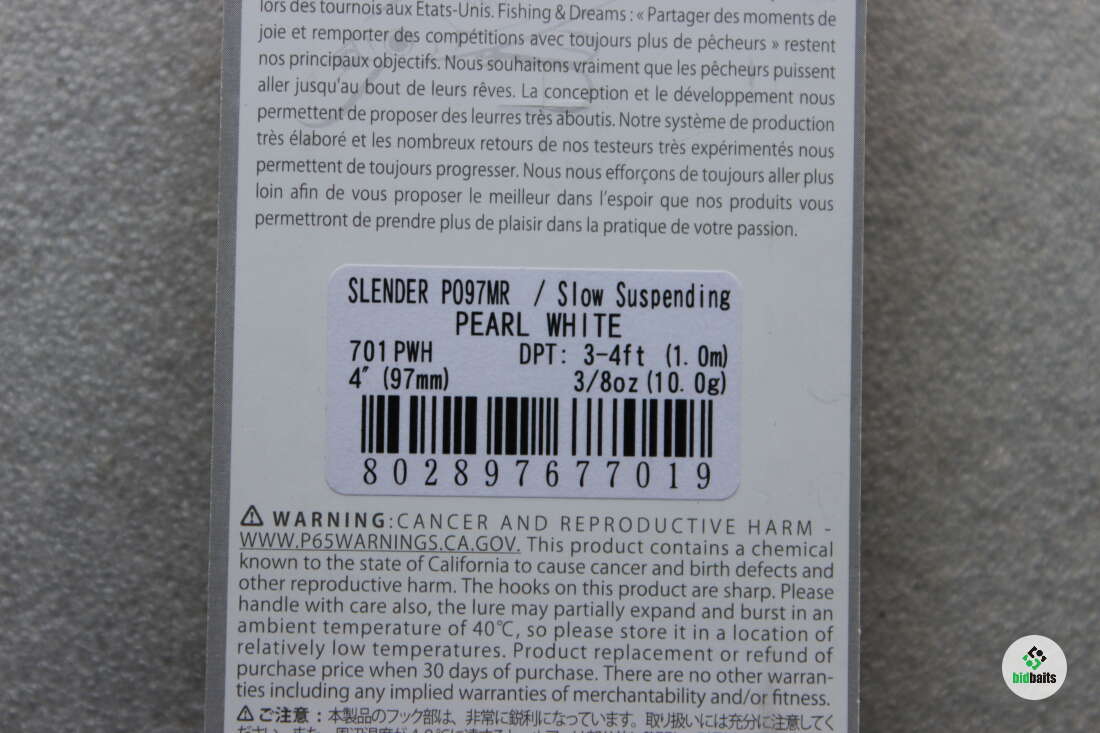 lors des tournois aux Etats-Unis. Fishing & Dreams : « Partager des moments de
joie et remporter des compétitions avec toujours plus de pêcheurs » restent
nos principaux objectifs. Nous souhaitons vraiment que les pêcheurs puissent
aller jusqu'au bout de leurs rêves. La conception et le développement nous
permettent de proposer des leurres très aboutis. Notre système de production
très élaboré et les nombreux retours de nos testeurs très expérimentés nous
permettent de toujours progresser. Nous nous efforçons de toujours aller plus
loin afin de vous proposer le meilleur dans l'espoir que nos produits vous
permettront de prendre plus de plaisir dans la pratique de votre passion.
SLENDER PO97MR / Slow Suspending
PEARL WHITE
701 PWH DPT: 3-4ft (1.0m)
4″ (97mm) 3/8oz (10.0g)
802897677019
⚠ WARNING:CANCER AND REPRODUCTIVE HARM -
WWW.P65WARNINGS.CA.GOV. This product contains a chemical
known to the state of California to cause cancer and birth defects and
other reproductive harm. The hooks on this product are sharp. Please
handle with care also, the lure may partially expand and burst in an
ambient temperature of 40℃, so please store it in a location of
relatively low temperatures. Product replacement or refund of
purchase price when 30 days of purchase. There are no other warran-
ties including any implied warranties of merchantability and/or fitness.
⚠ご注意：本製品のフック部は、非常に鋭利になっています。取り扱いには充分に注意してく
bidbaits